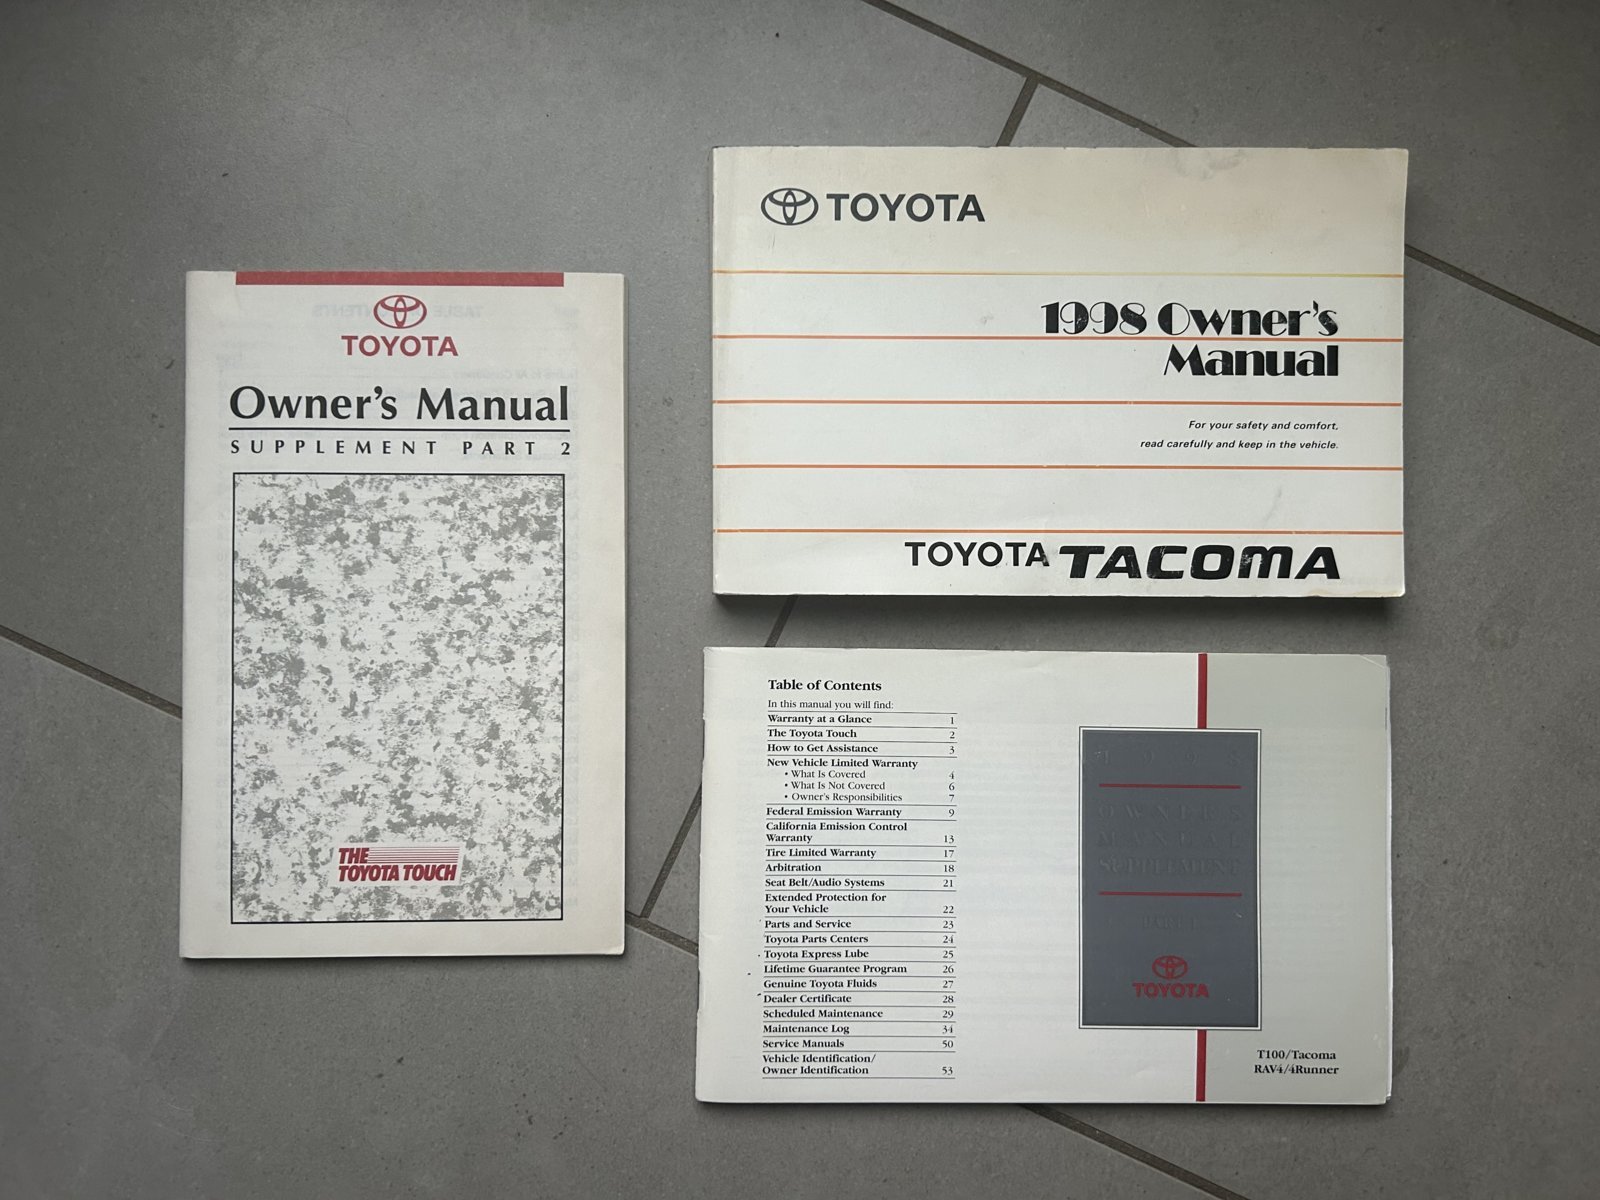 TOYOTA
Owner's Manual
SUPPLEMENT PART 2
THE
TOYOTA TOUCH
TOYOTA
1998 Owner's
Manual
For your safety and comfort,
read carefully and keep in the vehicle.
TOYOTA TACOMA
Table of Contents
In this manual you will find:
Warranty at a Glance 1
The Toyota Touch 2
How to Get Assistance 3
New Vehicle Limited Warranty
• What Is Covered 4
• What Is Not Covered 6
• Owner's Responsibilities 7
Federal Emission Warranty 9
California Emission Control
Warranty 13
Tire Limited Warranty 17
Arbitration 18
Seat Belt/Audio Systems 21
Extended Protection for
Your Vehicle 22
Parts and Service 23
Toyota Parts Centers 24
Toyota Express Lube 25
Lifetime Guarantee Program 26
Genuine Toyota Fluids 27
Dealer Certificate 28
Scheduled Maintenance 29
Maintenance Log 34
Service Manuals 50
Vehicle Identification/
Owner Identification 53
TOYOTA
T100/Tacoma
RAV4/4Runner